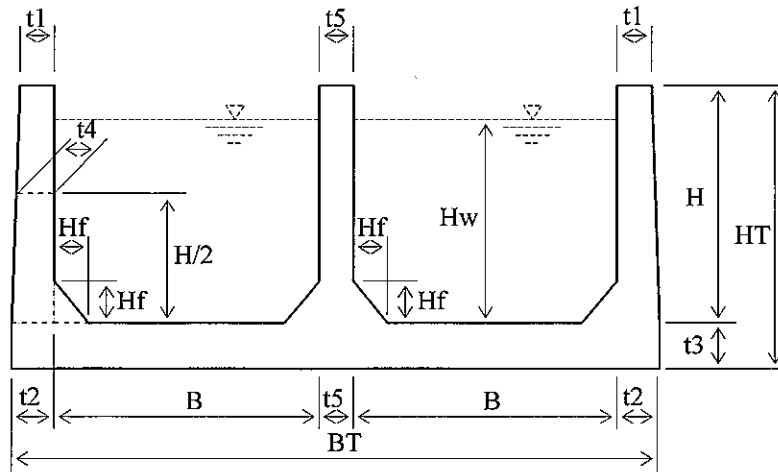 t1 t5 t1
t4
Hf H/2 Hw Hf H HT
Hf Hf
t3
t2 B t5 B t2
BT